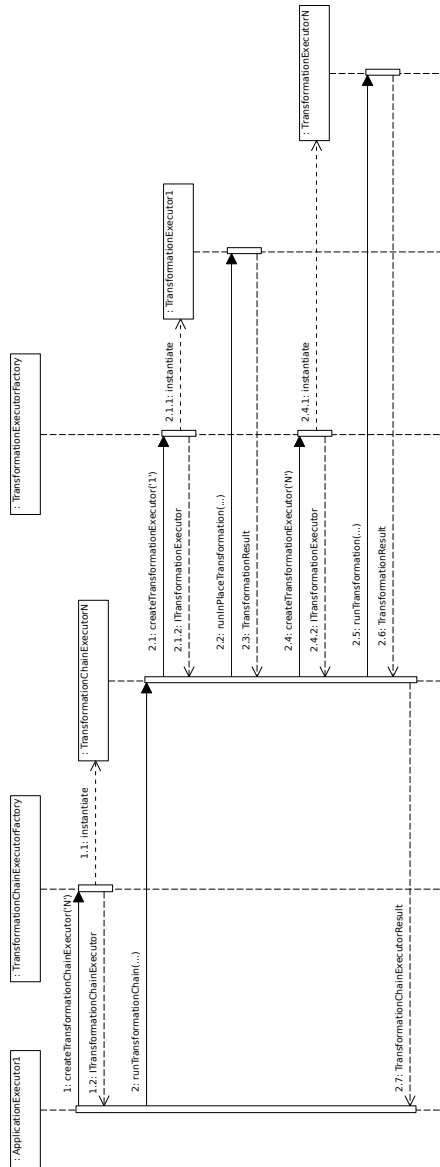 : ApplicationExecutor1
: TransformationChainExecutorFactory
: TransformationChainExecutorN
: TransformationExecutorFactory
: TransformationExecutor1
: TransformationExecutorN
1: createTransformationChainExecutor('N')
1.1: instantiate
1.2: ITransformationChainExecutor
2: runTransformationChain(...)
2.1: createTransformationExecutor('1')
2.1.1: instantiate
2.1.2: ITransformationExecutor
2.2: runInPlaceTransformation(...)
2.3: TransformationResult
2.4: createTransformationExecutor('N')
2.4.1: instantiate
2.4.2: ITransformationExecutor
2.5: runTransformation(...)
2.6: TransformationResult
2.7: TransformationChainExecutorResult